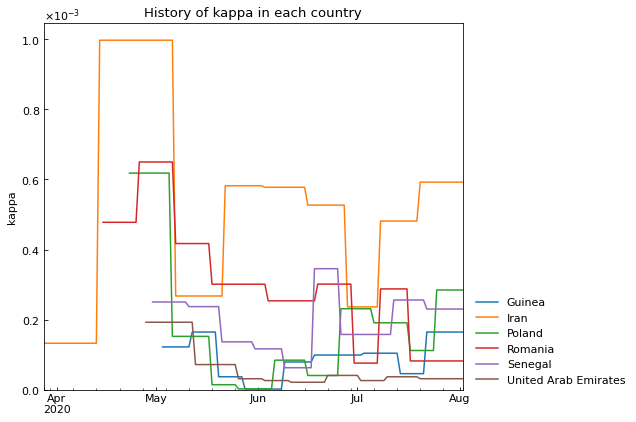 History of kappa in each country
×10⁻³
1.0
0.8
0.6
0.4
0.2
0.0
kappa
Apr
2020
May
Jun
Jul
Aug
Guinea
Iran
Poland
Romania
Senegal
United Arab Emirates